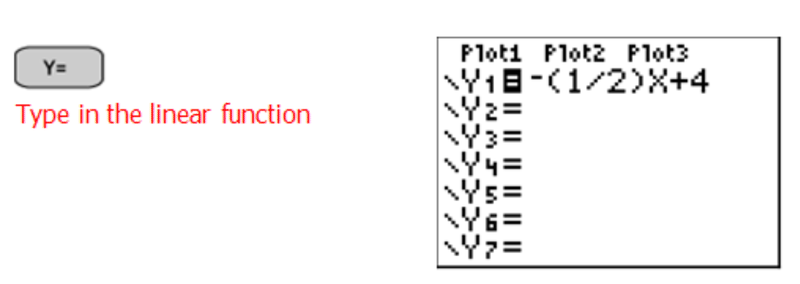 Y=
Type in the linear function
Plot1 Plot2 Plot3
\Y1=-(1/2)X+4
\Y2=
\Y3=
\Y4=
\Y5=
\Y6=
\Y7=